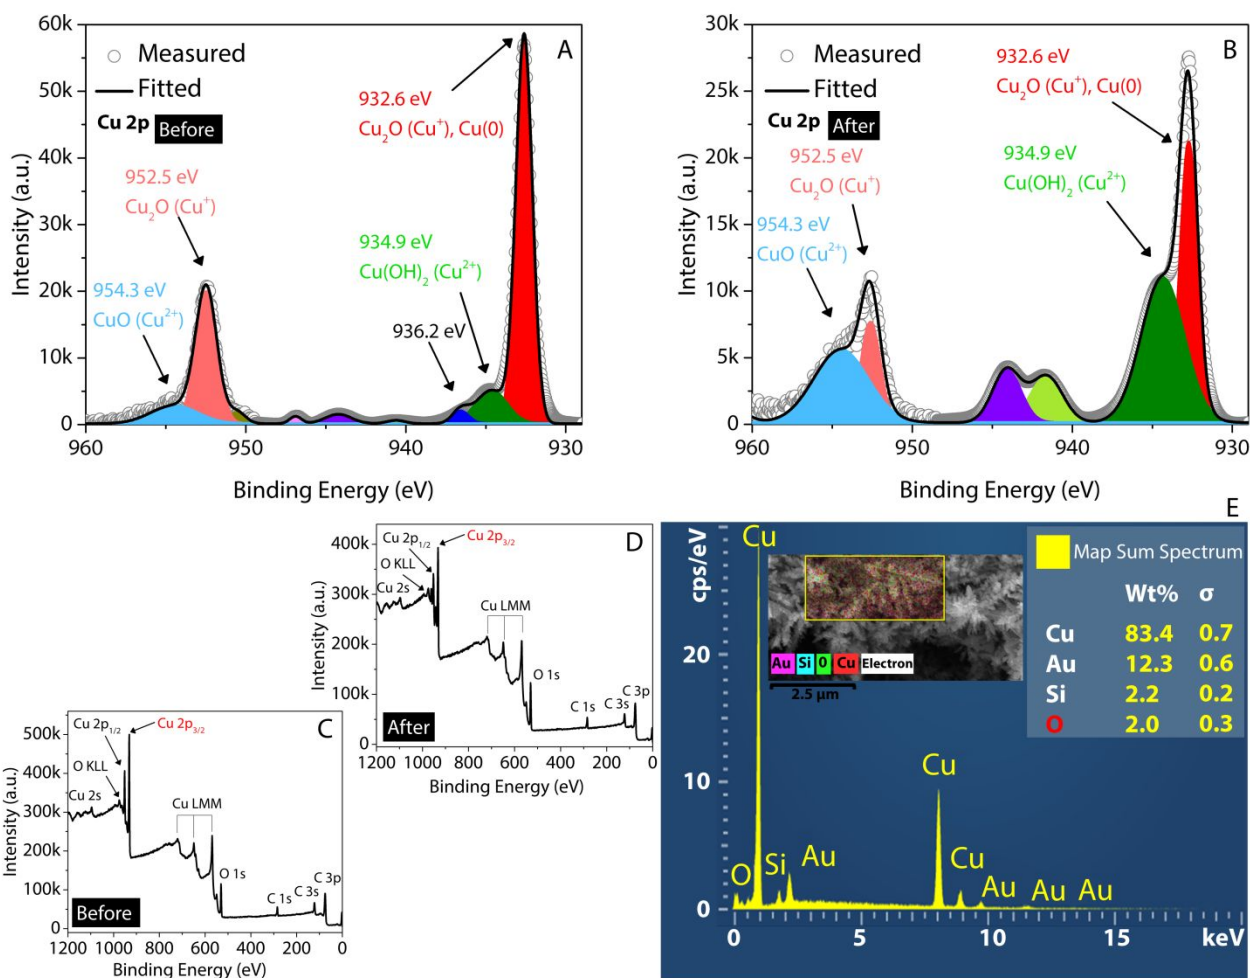 A
60k
50k
40k
30k
20k
10k
0
Intensity (a.u.)
Measured
Fitted
Cu 2p Before
932.6 eV
Cu₂O (Cu⁺), Cu(0)
952.5 eV
Cu₂O (Cu⁺)
934.9 eV
Cu(OH)₂ (Cu²⁺)
954.3 eV
CuO (Cu²⁺)
936.2 eV
960 950 940 930
Binding Energy (eV)
B
30k
25k
20k
15k
10k
5k
0
Intensity (a.u.)
Measured
Fitted
Cu 2p After
932.6 eV
Cu₂O (Cu⁺), Cu(0)
952.5 eV
Cu₂O (Cu⁺)
934.9 eV
Cu(OH)₂ (Cu²⁺)
954.3 eV
CuO (Cu²⁺)
960 950 940 930
Binding Energy (eV)
D
400k
300k
200k
100k
0
Intensity (a.u.)
Cu 2p₁/₂
Cu 2p₃/₂
O KLL
Cu 2s
Cu LMM
O 1s
C 1s
C 3s
C 3p
After
1200 1000 800 600 400 200 0
Binding Energy (eV)
C
500k
400k
300k
200k
100k
0
Intensity (a.u.)
Cu 2p₁/₂
Cu 2p₃/₂
O KLL
Cu 2s
Cu LMM
O 1s
C 1s
C 3s
C 3p
Before
1200 1000 800 600 400 200 0
Binding Energy (eV)
E
cps/eV
20
10
0
Cu
Map Sum Spectrum
Wt% σ
Cu 83.4 0.7
Au 12.3 0.6
Si 2.2 0.2
O 2.0 0.3
Au Si O Cu Electron
2.5 µm
O
Si
Au
Cu
Cu
Au
Au
Au
0 5 10 15 keV